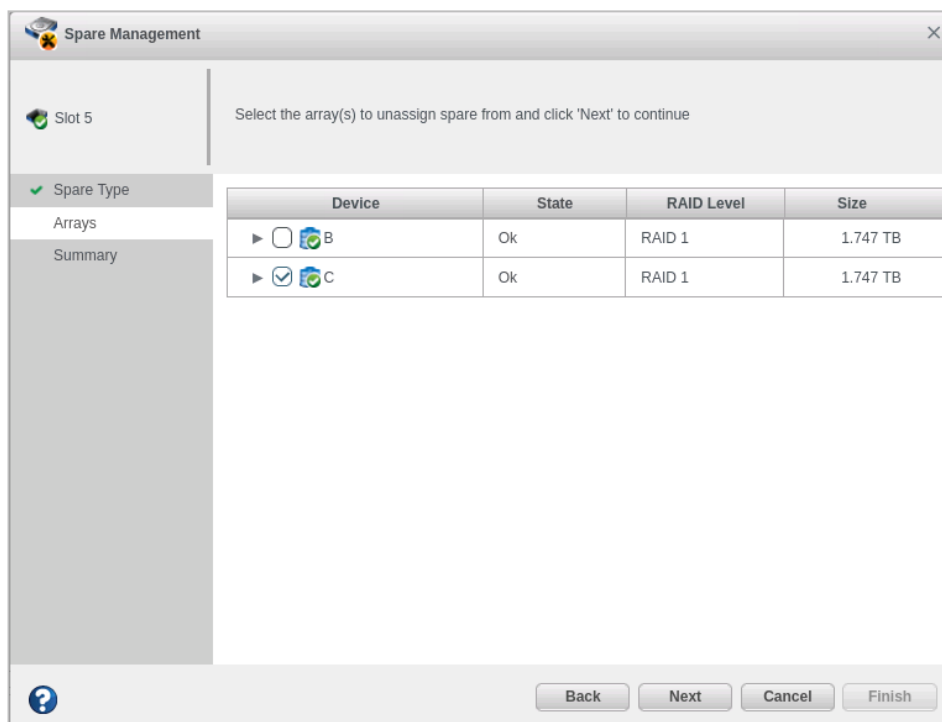 Spare Management
Slot 5
Select the array(s) to unassign spare from and click 'Next' to continue
Spare Type
Arrays
Summary
Device State RAID Level Size
B Ok RAID 1 1.747 TB
C Ok RAID 1 1.747 TB
Back Next Cancel Finish